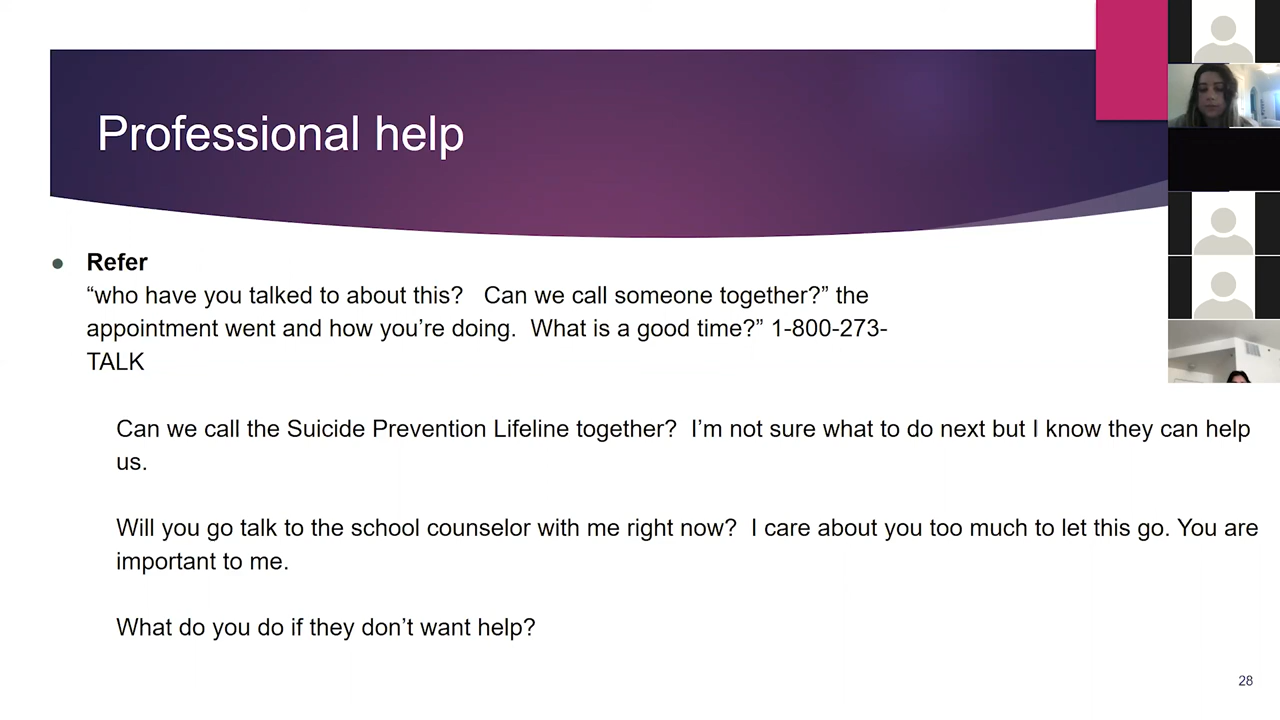 Professional help
Refer
“who have you talked to about this?   Can we call someone together?” the
appointment went and how you’re doing.  What is a good time?” 1-800-273-
TALK
Can we call the Suicide Prevention Lifeline together?  I’m not sure what to do next but I know they can help
us.
Will you go talk to the school counselor with me right now?  I care about you too much to let this go. You are
important to me.
What do you do if they don’t want help?
28